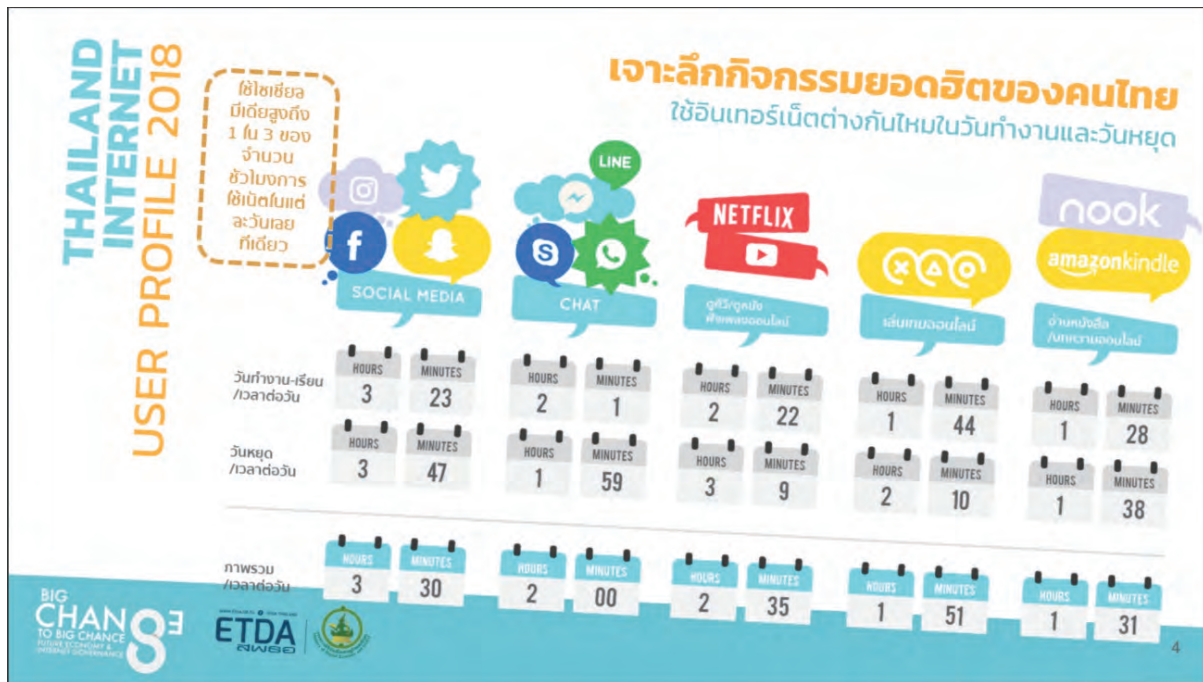 THAILAND
INTERNET
USER PROFILE 2018
ใช้โซเชียล
มีเดียสูงถึง
1 ใน 3 ของ
จำนวน
ชั่วโมงการ
ใช้เน็ตในแต่
ละวันเลย
ทีเดียว
เจาะลึกกิจกรรมยอดฮิตของคนไทย
ใช้อินเทอร์เน็ตต่างกันไหมในวันทำงานและวันหยุด
LINE
NETFLIX
nook
amazonkindle
SOCIAL MEDIA
CHAT
ดูทีวี/ดูหนัง
ฟังเพลงออนไลน์
เล่นเกมออนไลน์
อ่านหนังสือ
/บทความออนไลน์
วันทำงาน-เรียน
/เวลาต่อวัน
HOURS MINUTES HOURS MINUTES HOURS MINUTES HOURS MINUTES HOURS MINUTES
3 23 2 1 2 22 1 44 1 28
วันหยุด
/เวลาต่อวัน
HOURS MINUTES HOURS MINUTES HOURS MINUTES HOURS MINUTES HOURS MINUTES
3 47 1 59 3 9 2 10 1 38
ภาพรวม
/เวลาต่อวัน
HOURS MINUTES HOURS MINUTES HOURS MINUTES HOURS MINUTES HOURS MINUTES
3 30 2 00 2 35 1 51 1 31
BIG
CHAN8E
TO BIG CHANCE
FUTURE ECONOMY &
INTERNET GOVERNANCE
ETDA
สพธอ
4